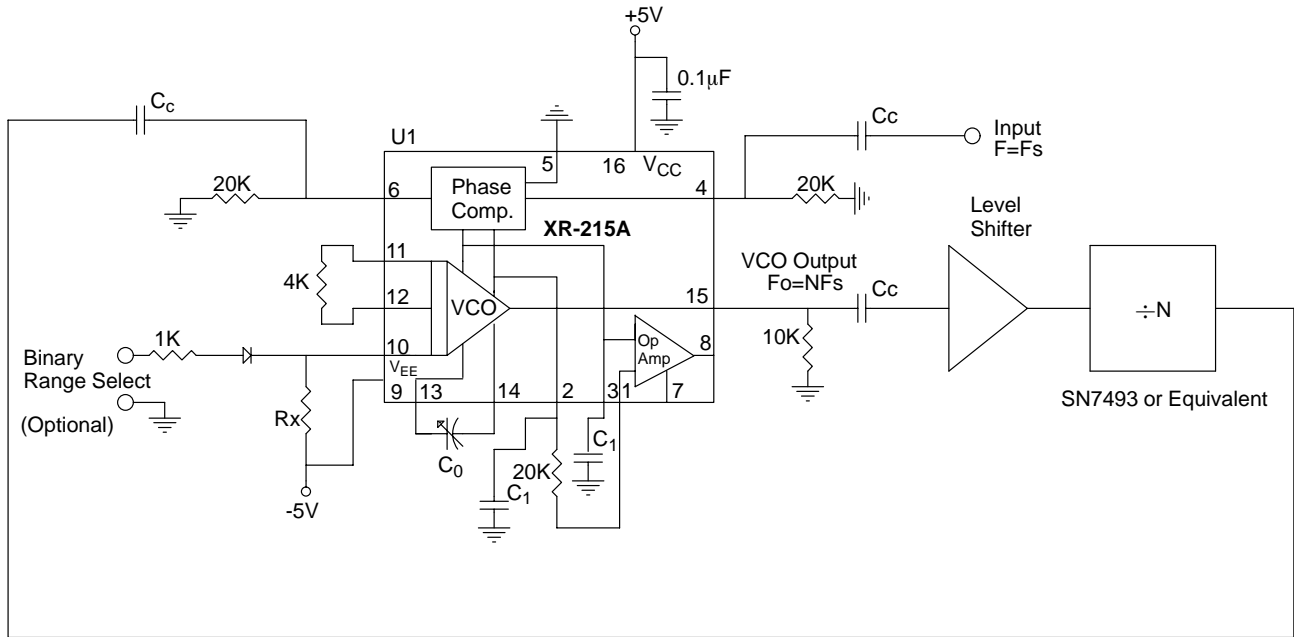 +5V
0.1µF
Cc
U1
5
16
VCC
Cc
Input
F=Fs
20K
6
Phase
Comp.
4
20K
XR-215A
Level
Shifter
11
4K
12
VCO
VCO Output
Fo=NFs
Cc
15
÷N
1K
10
Op
Amp
8
10K
Binary
Range Select
(Optional)
VEE
9
13
14
2
31
7
SN7493 or Equivalent
Rx
C0
C1
20K
C1
-5V